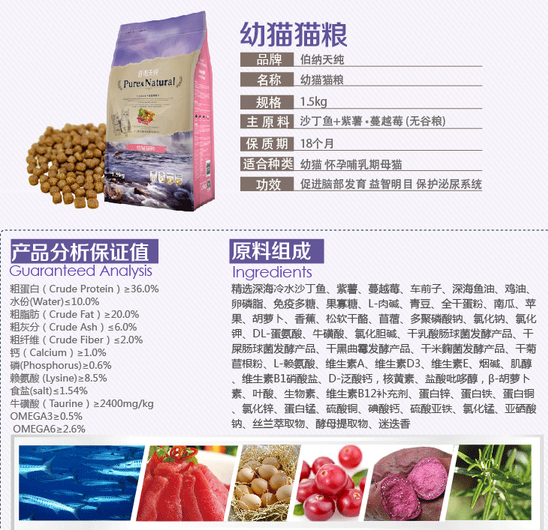 幼猫猫粮
品牌 伯纳天纯
名称 幼猫猫粮
规格 1.5kg
主原料 沙丁鱼+紫薯•蔓越莓 (无谷粮)
保质期 18个月
适合种类 幼猫 怀孕哺乳期母猫
功效 促进脑部发育 益智明目 保护泌尿系统
伯纳天纯
Pure&Natural
产品分析保证值
Guaranteed Analysis
粗蛋白 ( Crude Protein ) ≥36.0%
水份(Water)≤10.0%
粗脂肪 ( Crude Fat ) ≥20.0%
粗灰分 ( Crude Ash ) ≤6.0%
粗纤维 ( Crude Fiber ) ≤2.0%
钙 ( Calcium ) ≥1.0%
磷(Phosphorus)≥0.6%
赖氨酸 (Lysine)≥8.5%
食盐(salt)≤1.54%
牛磺酸 ( Taurine ) ≥2400mg/kg
OMEGA3≥0.5%
OMEGA6≥2.6%
原料组成
Ingredients
精选深海冷水沙丁鱼、紫薯、蔓越莓、车前子、深海鱼油、鸡油、
卵磷脂、免疫多糖、果寡糖、L-肉碱、青豆、全干蛋粉、南瓜、苹
果、胡萝卜、香蕉、松软干酪、苜蓿、多聚磷酸钠、氯化钠、氯化
钾、DL-蛋氨酸、牛磺酸、氯化胆碱、干乳酸肠球菌发酵产品、干
屎肠球菌发酵产品、干黑曲霉发酵产品、干米麴菌发酵产品、干菊
苣根粉、L-赖氨酸、维生素A、维生素D3、维生素E、烟碱、肌醇
、维生素B1硝酸盐、D-泛酸钙，核黄素、盐酸吡哆醇，β-胡萝卜
素、叶酸、生物素、维生素B12补充剂、蛋白锌、蛋白铁、蛋白铜
、氯化锌、蛋白锰、硫酸铜、碘酸钙、硫酸亚铁、氯化锰、亚硒酸
钠、丝兰萃取物、酵母提取物、迷迭香